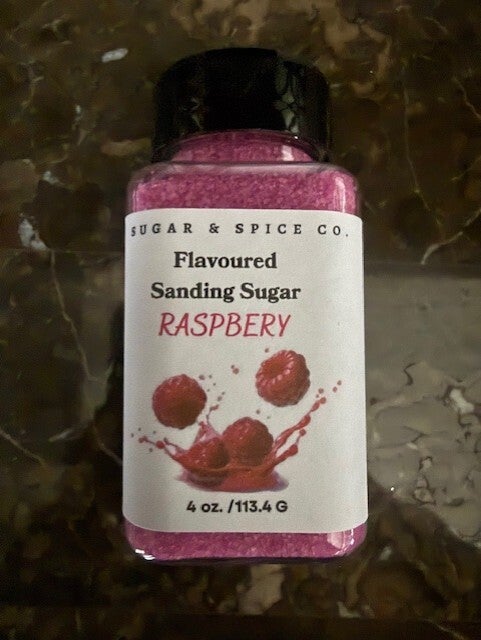 SUGAR & SPICE CO.
Flavoured
Sanding Sugar
RASPBERY
4 oz. /113.4 G